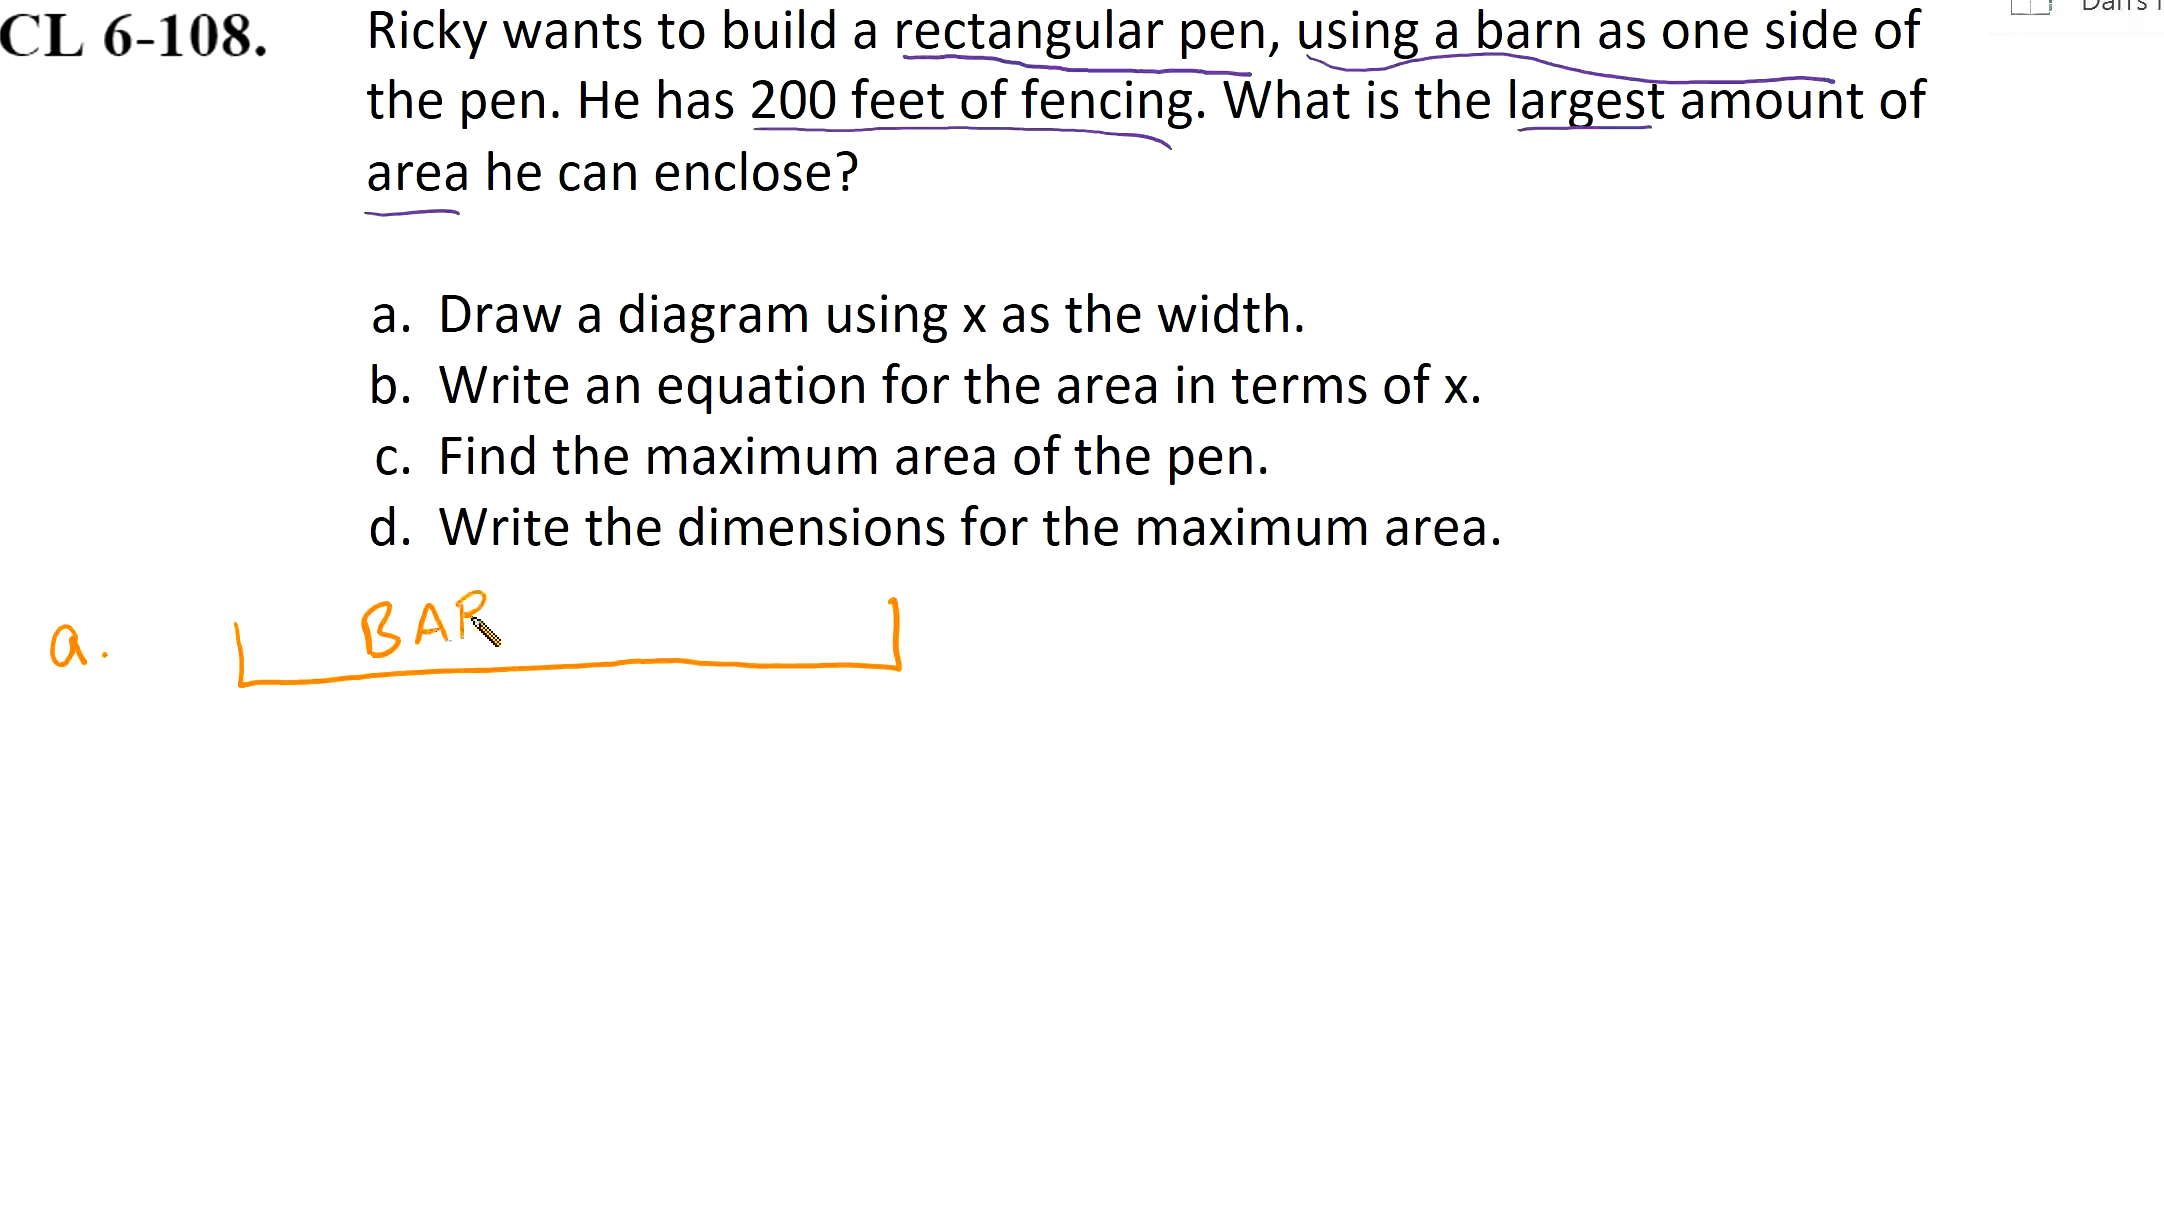 CL 6-108. Ricky wants to build a rectangular pen, using a barn as one side of
the pen. He has 200 feet of fencing. What is the largest amount of
area he can enclose?
a. Draw a diagram using x as the width.
b. Write an equation for the area in terms of x.
c. Find the maximum area of the pen.
d. Write the dimensions for the maximum area.
a. BAR